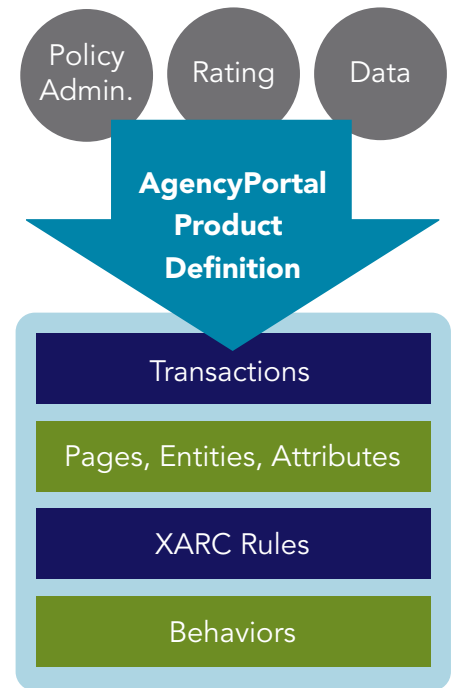 Policy
Admin.
Rating
Data
AgencyPortal
Product
Definition
Transactions
Pages, Entities, Attributes
XARC Rules
Behaviors